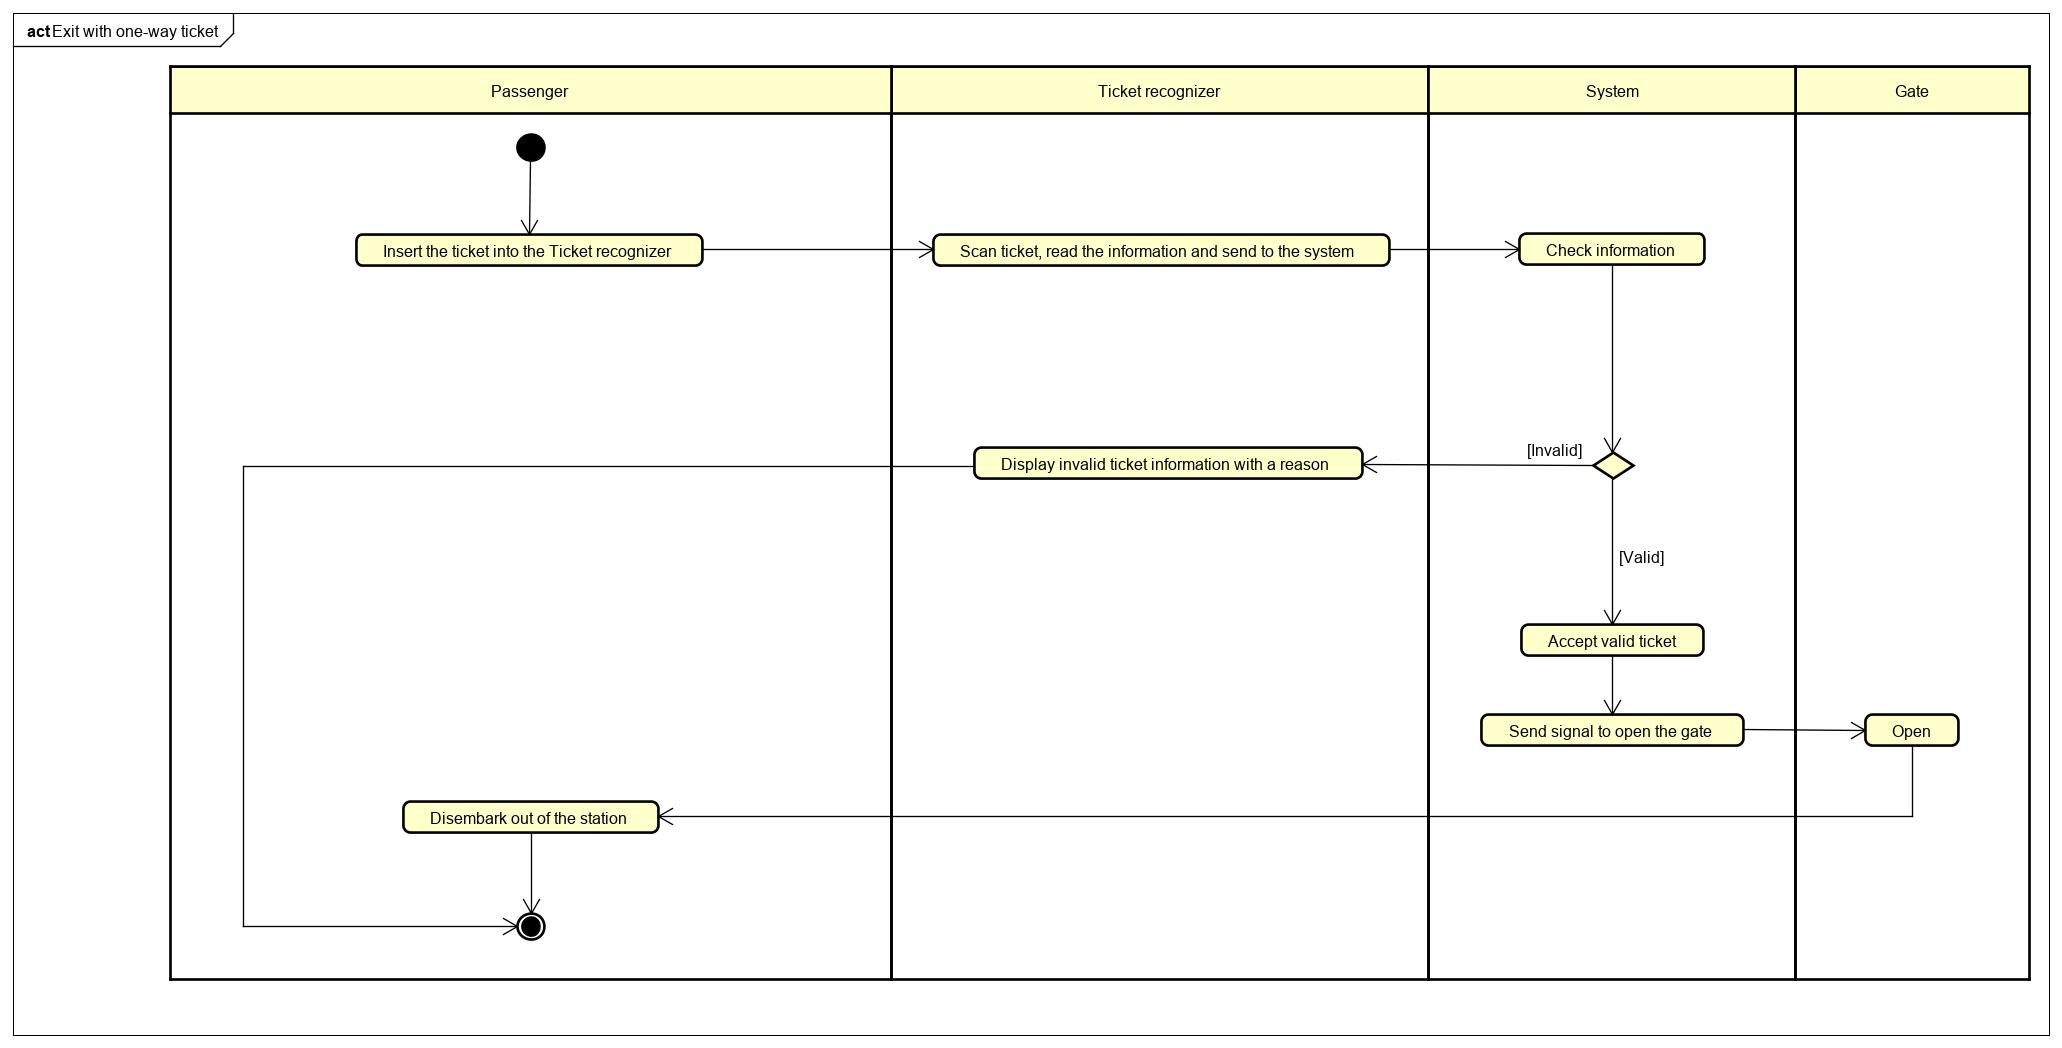 act Exit with one-way ticket
Passenger
Ticket recognizer
System
Gate
Insert the ticket into the Ticket recognizer
Scan ticket, read the information and send to the system
Check information
[Invalid]
Display invalid ticket information with a reason
[Valid]
Accept valid ticket
Send signal to open the gate
Open
Disembark out of the station